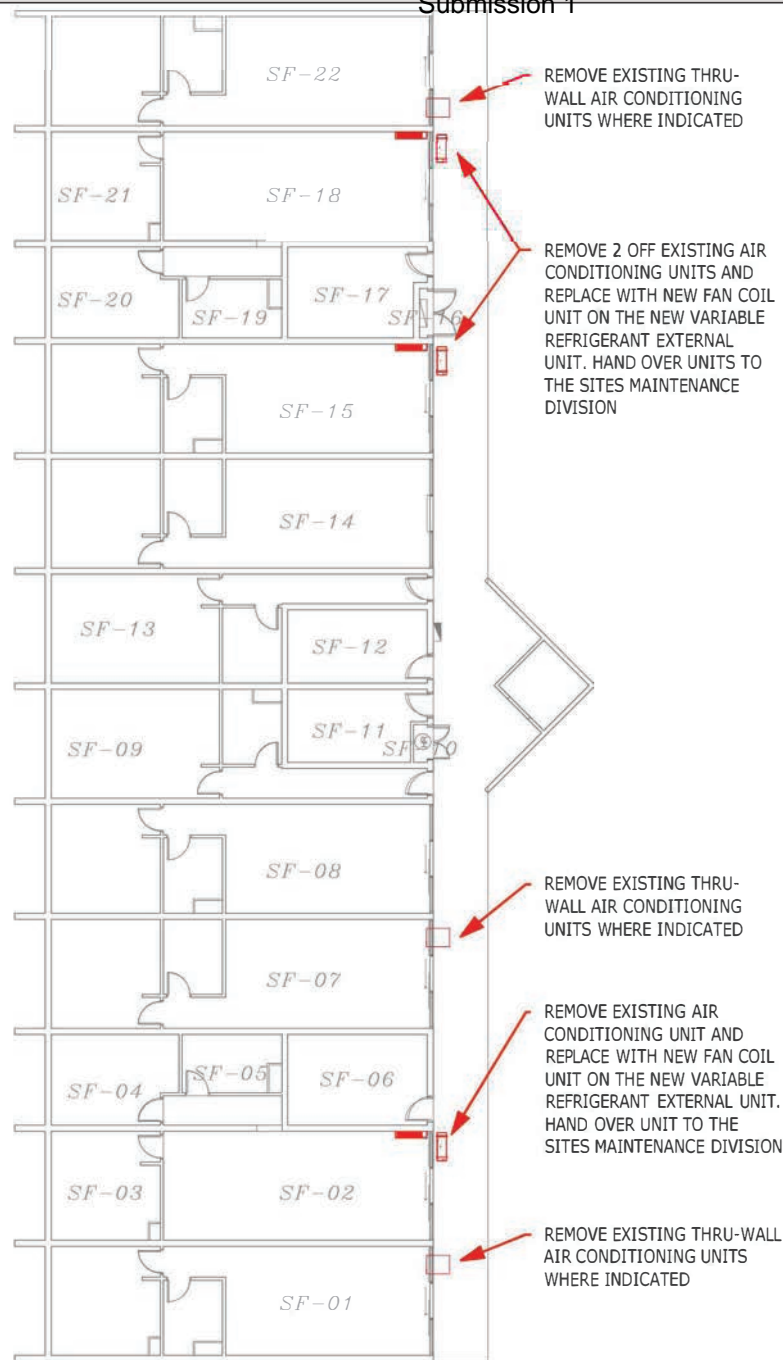 Submission 1
SF-22
REMOVE EXISTING THRU-
WALL AIR CONDITIONING
UNITS WHERE INDICATED
SF-21
SF-18
REMOVE 2 OFF EXISTING AIR
CONDITIONING UNITS AND
REPLACE WITH NEW FAN COIL
UNIT ON THE NEW VARIABLE
REFRIGERANT EXTERNAL
UNIT. HAND OVER UNITS TO
THE SITES MAINTENANCE
DIVISION
SF-20
SF-19
SF-17
SF-16
SF-15
SF-14
SF-13
SF-12
SF-11
SF-10
SF-09
SF-08
REMOVE EXISTING THRU-
WALL AIR CONDITIONING
UNITS WHERE INDICATED
SF-07
REMOVE EXISTING AIR
CONDITIONING UNIT AND
REPLACE WITH NEW FAN COIL
UNIT ON THE NEW VARIABLE
REFRIGERANT EXTERNAL UNIT.
HAND OVER UNIT TO THE
SITES MAINTENANCE DIVISION
SF-04
SF-05
SF-06
SF-03
SF-02
REMOVE EXISTING THRU-WALL
AIR CONDITIONING UNITS
WHERE INDICATED
SF-01